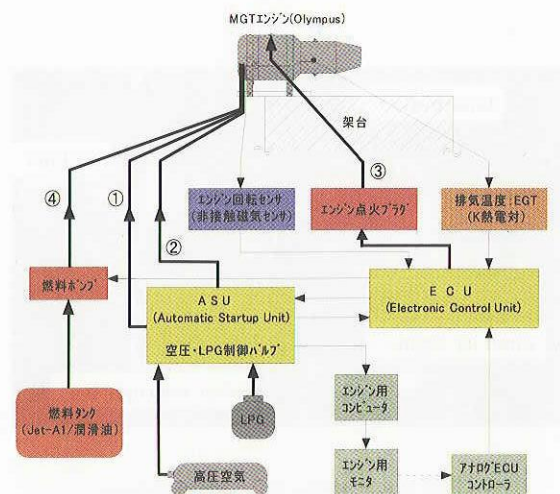 MGTエンジン(Olympus)
架台
④
①
③
②
エンジン回転センサ
(非接触磁気センサ)
エンジン点火プラグ
排気温度:EGT
(K熱電対)
燃料ポンプ
ASU
(Automatic Startup Unit)
空圧・LPG制御バルブ
ECU
(Electronic Control Unit)
燃料タンク
(Jet-A1/潤滑油)
LPG
高圧空気
エンジン用
コンピュータ
エンジン用
モニタ
アナログECU
コントローラ